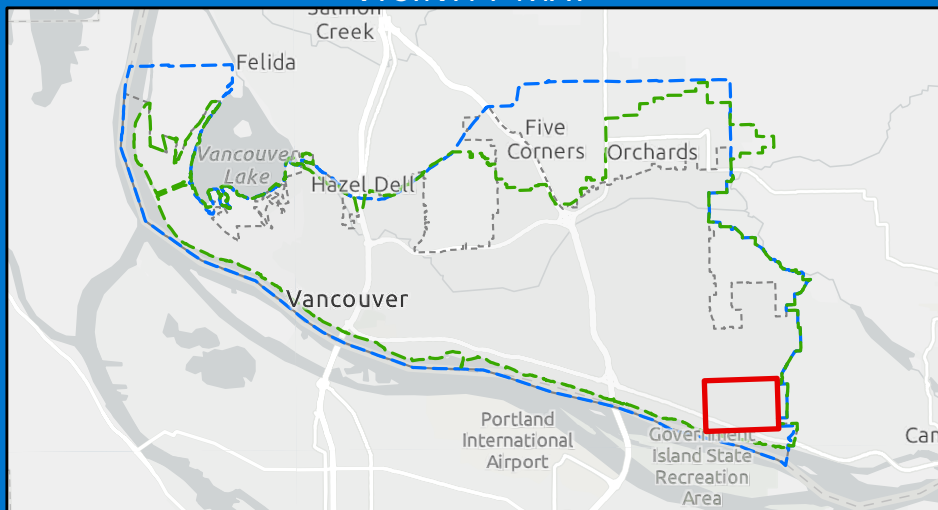 Salmon
Creek
Felida
Five
Corners
Orchards
Vancouver
Lake
Hazel Dell
Vancouver
Portland
International
Airport
Government
Island State
Recreation
Area